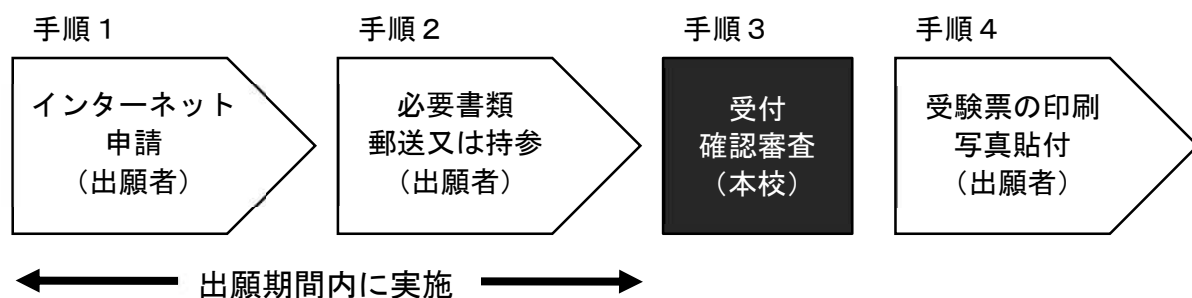 手順１
手順２
手順３
手順４
インターネット
申請
（出願者）
必要書類
郵送又は持参
（出願者）
受付
確認審査
（本校）
受験票の印刷
写真貼付
（出願者）
出願期間内に実施